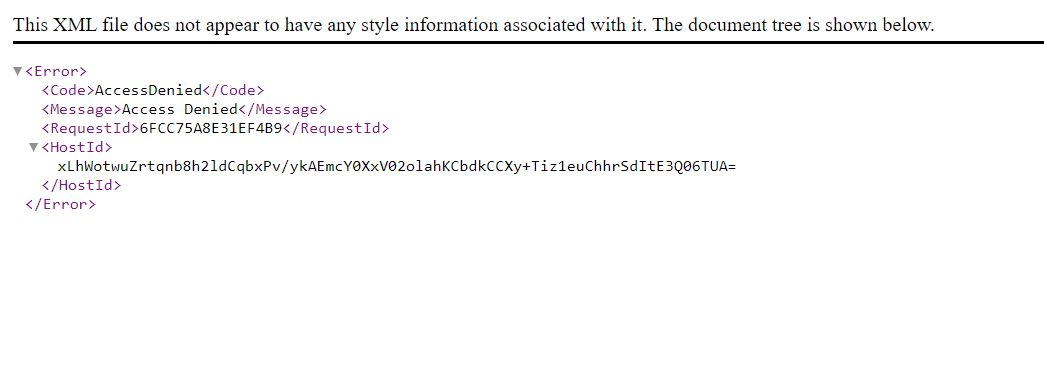 This XML file does not appear to have any style information associated with it. The document tree is shown below.
▼<Error>
<Code>AccessDenied</Code>
<Message>Access Denied</Message>
<RequestId>6FCC75A8E31EF4B9</RequestId>
▼<HostId>
xLhWotwuZrtqnb8h2ldCqbxPv/ykAEmcY0XxV02olahKCbdkCCXy+Tiz1euChhrSdItE3Q06TUA=
</HostId>
</Error>